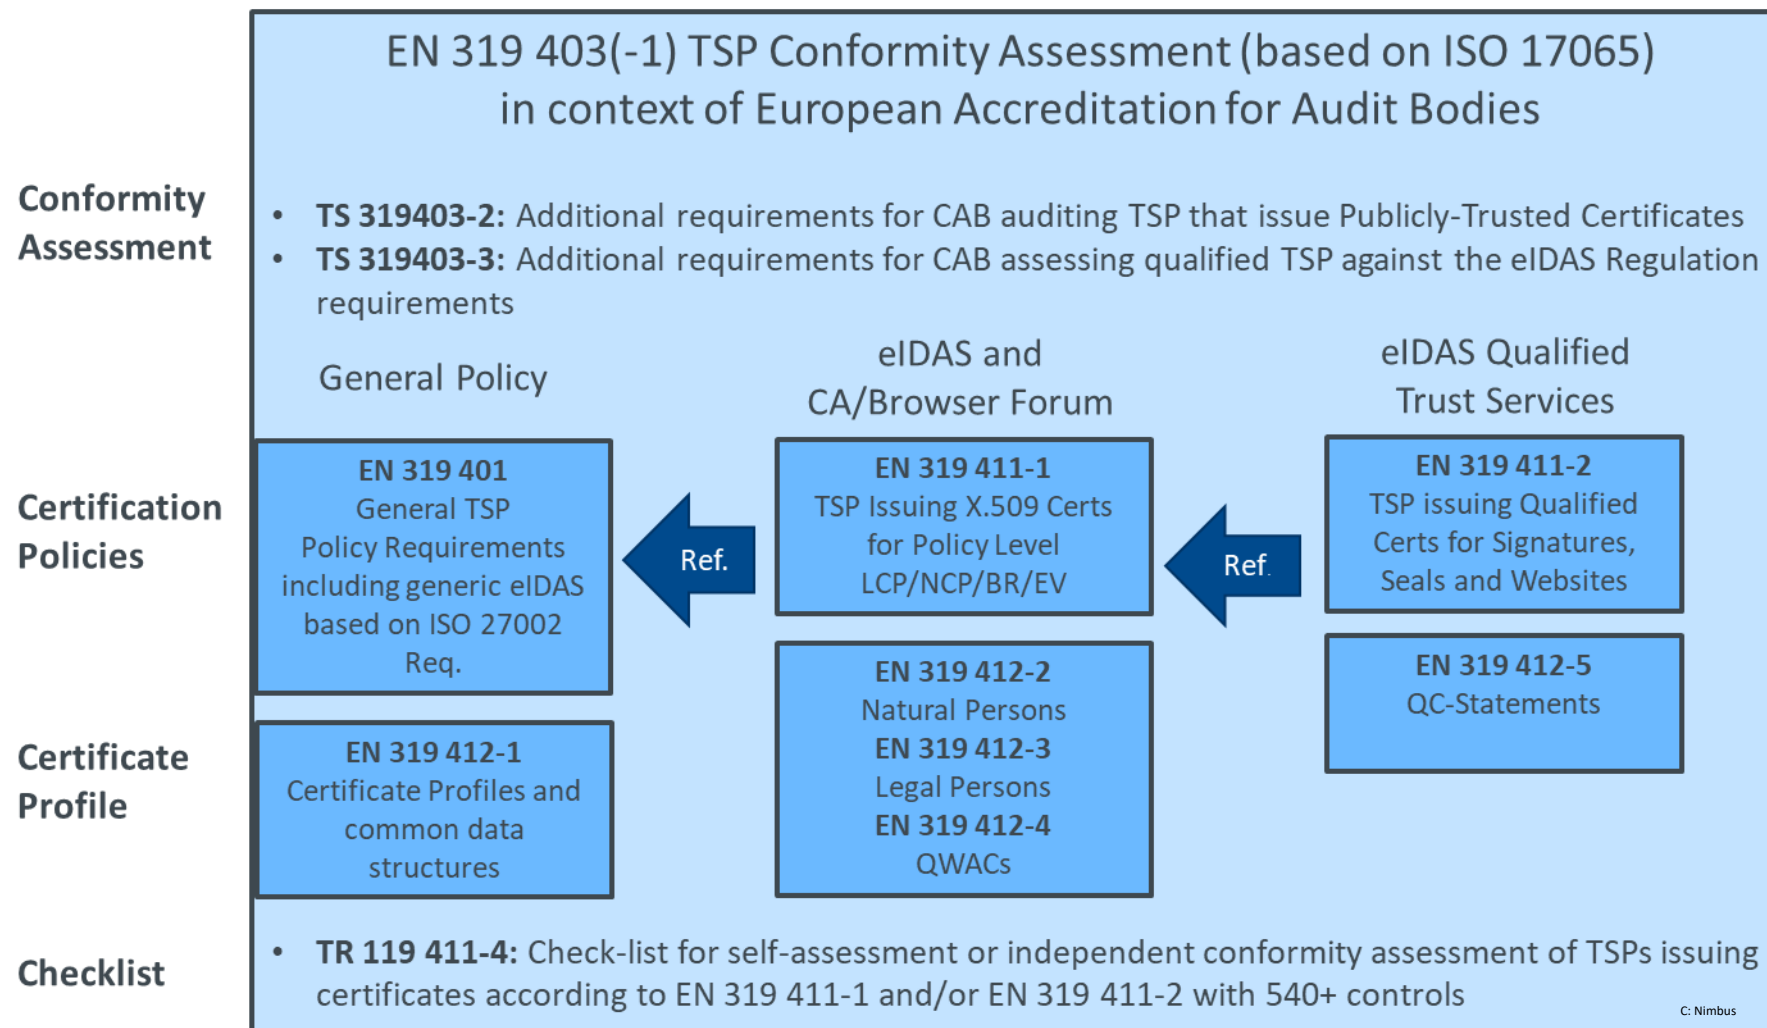 EN 319 403(-1) TSP Conformity Assessment (based on ISO 17065)
in context of European Accreditation for Audit Bodies
Conformity
Assessment
• TS 319403-2: Additional requirements for CAB auditing TSP that issue Publicly-Trusted Certificates
• TS 319403-3: Additional requirements for CAB assessing qualified TSP against the eIDAS Regulation
requirements
General Policy
eIDAS and
CA/Browser Forum
eIDAS Qualified
Trust Services
Certification
Policies
EN 319 401
General TSP
Policy Requirements
including generic eIDAS
based on ISO 27002
Req.
Ref.
EN 319 411-1
TSP Issuing X.509 Certs
for Policy Level
LCP/NCP/BR/EV
Ref.
EN 319 411-2
TSP issuing Qualified
Certs for Signatures,
Seals and Websites
Certificate
Profile
EN 319 412-1
Certificate Profiles and
common data
structures
EN 319 412-2
Natural Persons
EN 319 412-3
Legal Persons
EN 319 412-4
QWACs
EN 319 412-5
QC-Statements
Checklist
• TR 119 411-4: Check-list for self-assessment or independent conformity assessment of TSPs issuing
certificates according to EN 319 411-1 and/or EN 319 411-2 with 540+ controls
C: Nimbus